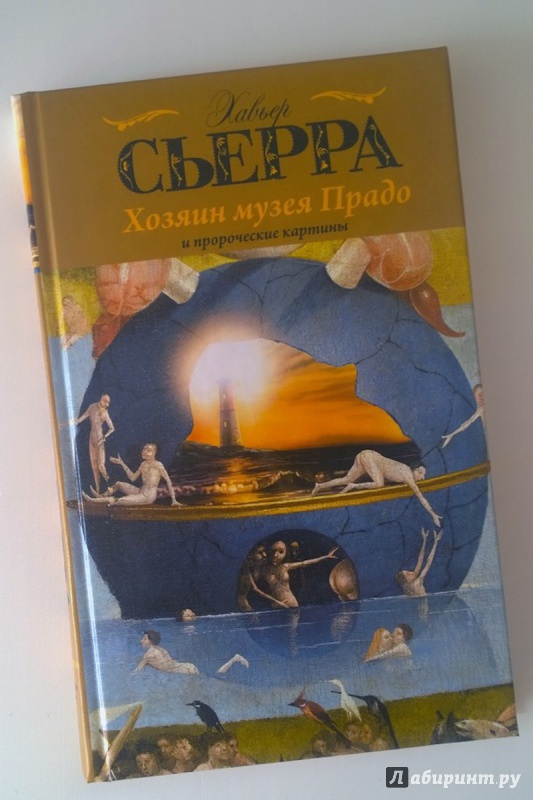 Хавьер
СЬЕРРА
Хозяин музея Прадо
и пророческие картины
Лабиринт.ру